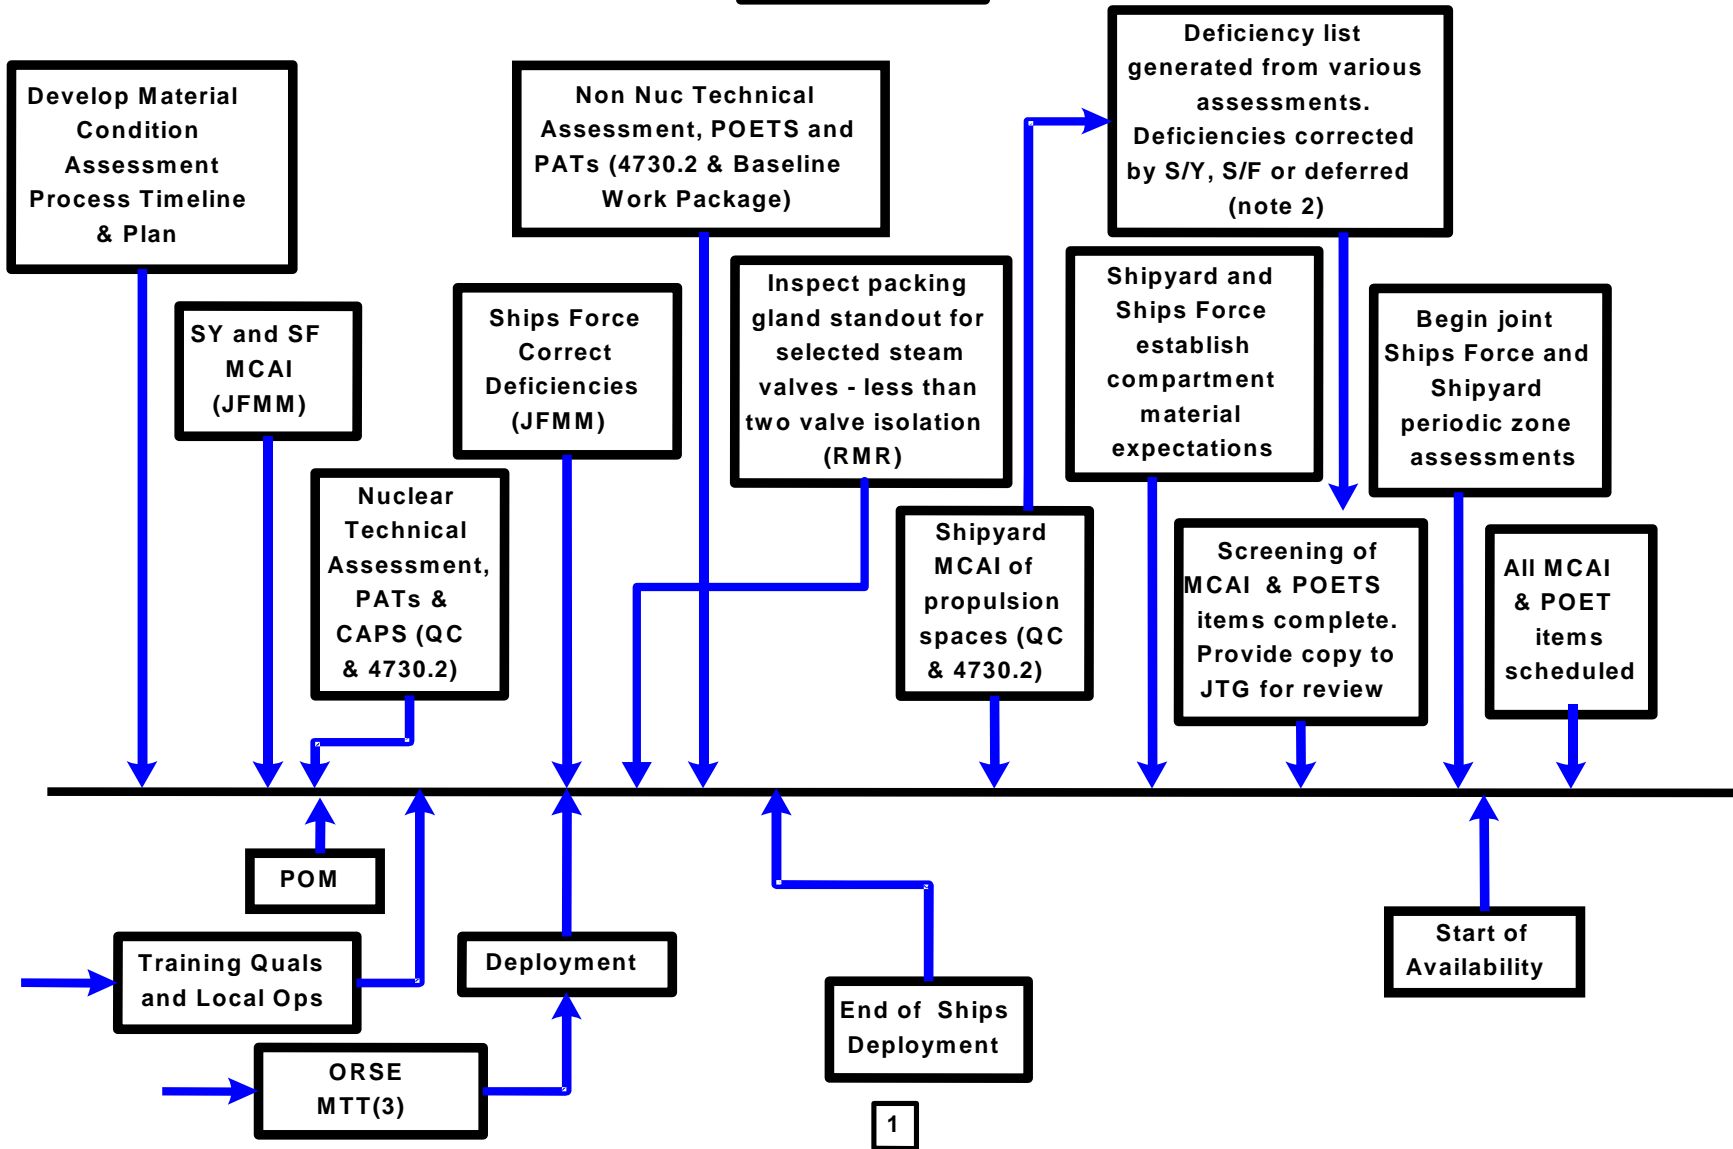 Develop Material
Condition
Assessment
Process Timeline
& Plan
SY and SF
MCAI
(JFMM)
Nuclear
Technical
Assessment,
PATs &
CAPS (QC
& 4730.2)
Ships Force
Correct
Deficiencies
(JFMM)
Non Nuc Technical
Assessment, POETS and
PATs (4730.2 & Baseline
Work Package)
Inspect packing
gland standout for
selected steam
valves - less than
two valve isolation
(RMR)
Shipyard
MCAI of
propulsion
spaces (QC
& 4730.2)
Deficiency list
generated from various
assessments.
Deficiencies corrected
by S/Y, S/F or deferred
(note 2)
Shipyard and
Ships Force
establish
compartment
material
expectations
Screening of
MCAI & POETS
items complete.
Provide copy to
JTG for review
Begin joint
Ships Force and
Shipyard
periodic zone
assessments
All MCAI
& POET
items
scheduled
POM
Training Quals
and Local Ops
ORSE
MTT(3)
Deployment
End of Ships
Deployment
Start of
Availability
1